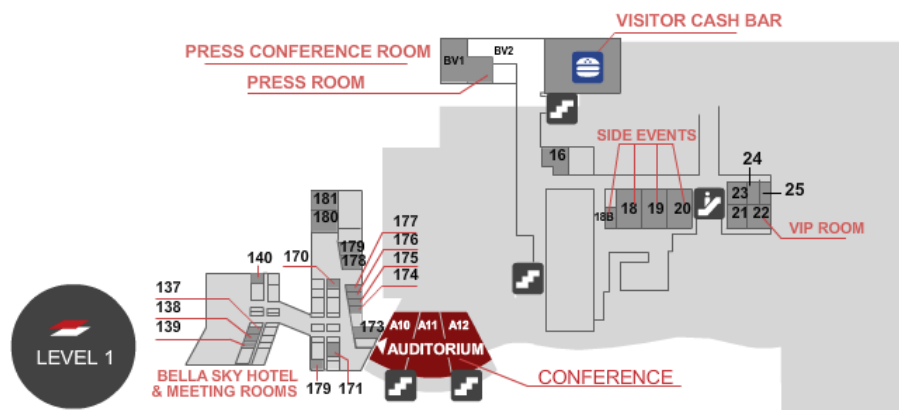 VISITOR CASH BAR
PRESS CONFERENCE ROOM
BV1
BV2
PRESS ROOM
SIDE EVENTS
16
24
23
25
18B
18
19
20
21
22
VIP ROOM
181
180
179
178
177
176
175
174
140
170
137
138
139
173
A10
A11
A12
AUDITORIUM
LEVEL 1
BELLA SKY HOTEL
& MEETING ROOMS
179
171
CONFERENCE